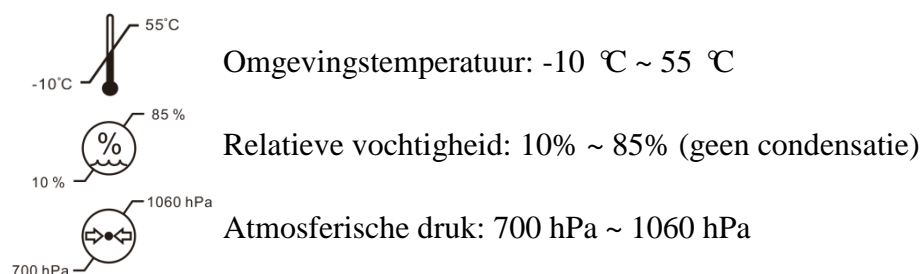 55°C
-10°C
Omgevingstemperatuur: -10 ℃ ~ 55 ℃
85 %
%
10 %
Relatieve vochtigheid: 10% ~ 85% (geen condensatie)
1060 hPa
700 hPa
Atmosferische druk: 700 hPa ~ 1060 hPa